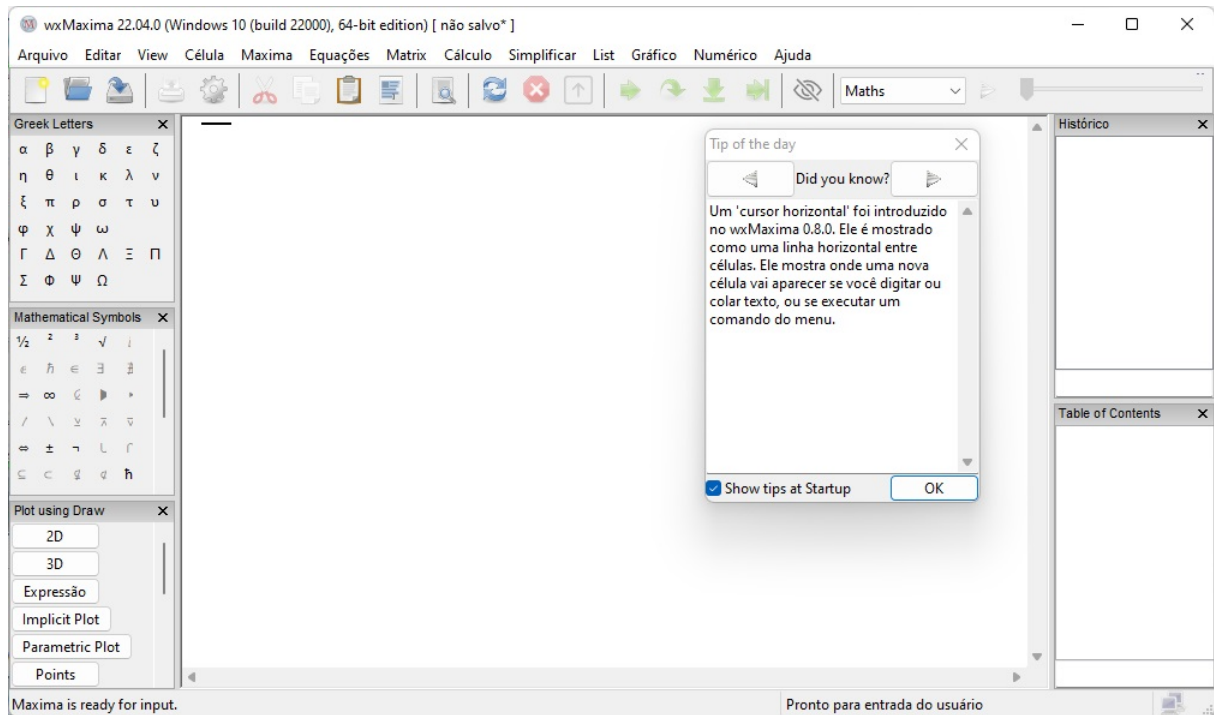 wxMaxima 22.04.0 (Windows 10 (build 22000), 64-bit edition) [ não salvo* ]
Arquivo Editar View Célula Maxima Equações Matrix Cálculo Simplificar List Gráfico Numérico Ajuda
Maths
Greek Letters
α β γ δ ε ζ
η θ ι κ λ ν
ξ π ρ σ τ υ
φ χ ψ ω
Γ Δ Θ Λ Ξ Π
Σ Φ Ψ Ω
Mathematical Symbols
½ ² ³ √
ℏ ∈ ∃ ∄
⇒ ∞
/ \ ⊻ ⊼ ⊽
⇔ ± ¬
⊆ ⊂ ħ
Plot using Draw
2D
3D
Expressão
Implicit Plot
Parametric Plot
Points
Tip of the day
Did you know?
Um 'cursor horizontal' foi introduzido
no wxMaxima 0.8.0. Ele é mostrado
como uma linha horizontal entre
células. Ele mostra onde uma nova
célula vai aparecer se você digitar ou
colar texto, ou se executar um
comando do menu.
Show tips at Startup OK
Histórico
Table of Contents
Maxima is ready for input. Pronto para entrada do usuário